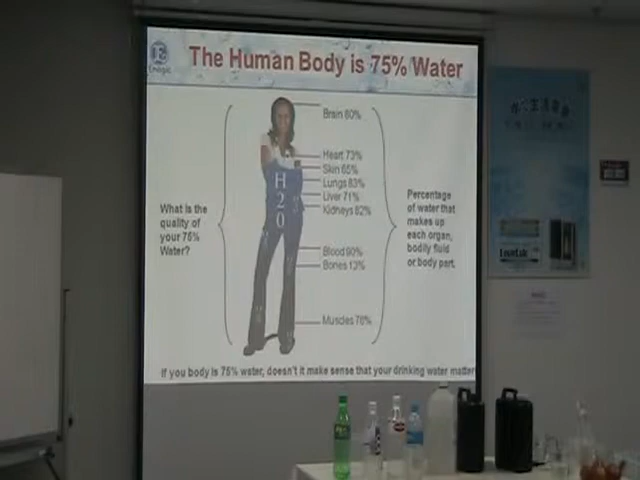 Enagic
The Human Body is 75% Water
Brain 80%
Heart 73%
Skin 65%
Lungs 83%
Liver 71%
Kidneys 82%
Blood 90%
Bones 13%
Muscles 76%
H
2
0
What is the
quality of
your 75%
Water?
Percentage
of water that
makes up
each organ,
bodily fluid
or body part.
If you body is 75% water, doesn't it make sense that your drinking water matter